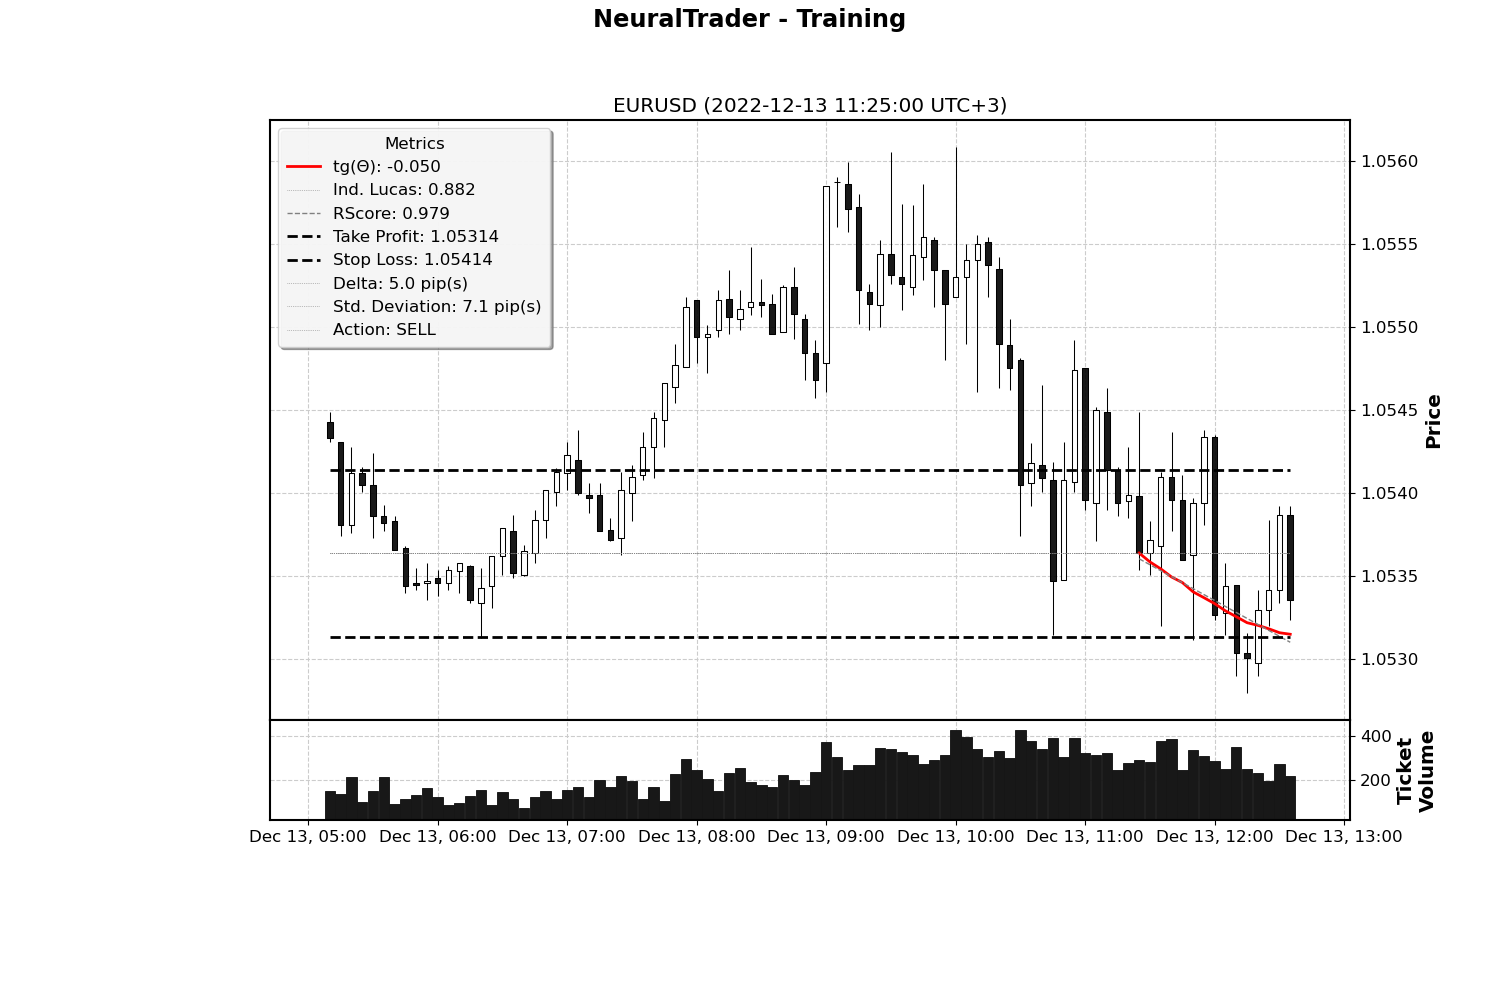 NeuralTrader - Training
EURUSD (2022-12-13 11:25:00 UTC+3)
Metrics
tg(Θ): -0.050
Ind. Lucas: 0.882
RScore: 0.979
Take Profit: 1.05314
Stop Loss: 1.05414
Delta: 5.0 pip(s)
Std. Deviation: 7.1 pip(s)
Action: SELL
1.0560
1.0555
1.0550
1.0545
1.0540
1.0535
1.0530
Price
400
200
Ticket
Volume
Dec 13, 05:00 Dec 13, 06:00 Dec 13, 07:00 Dec 13, 08:00 Dec 13, 09:00 Dec 13, 10:00 Dec 13, 11:00 Dec 13, 12:00 Dec 13, 13:00